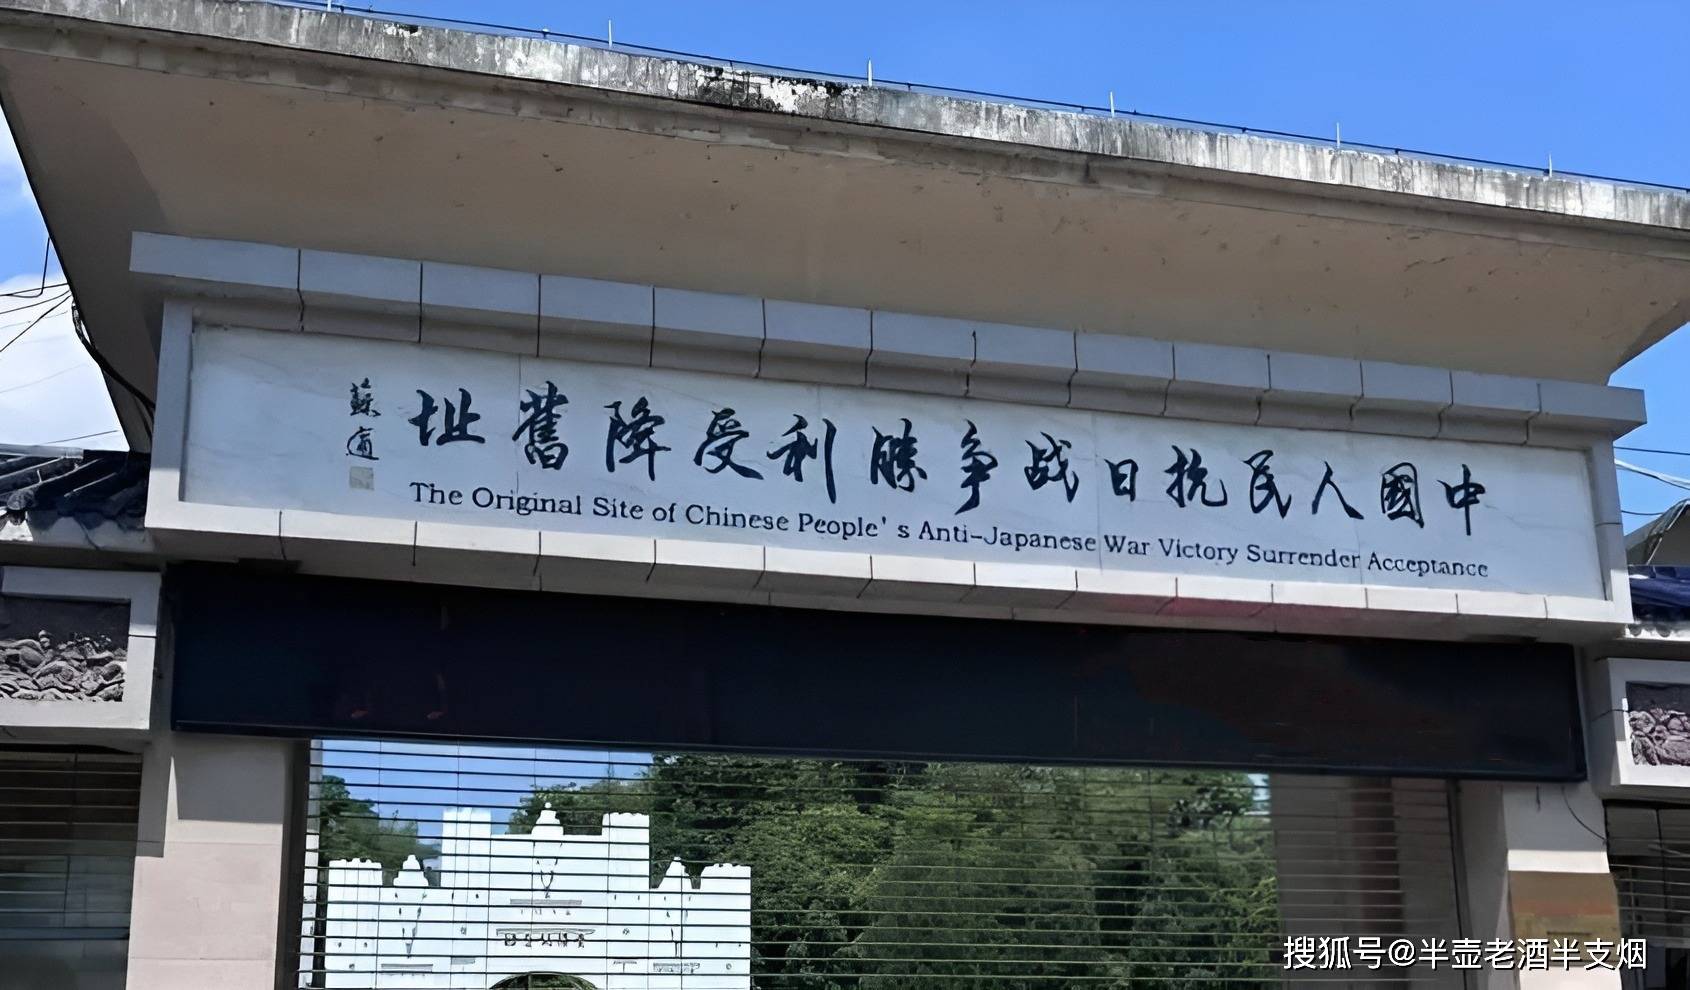 中國人民抗日战争勝利受降舊址
蘇適
The Original Site of Chinese People's Anti-Japanese War Victory Surrender Acceptance
搜狐号@半壶老酒半支烟